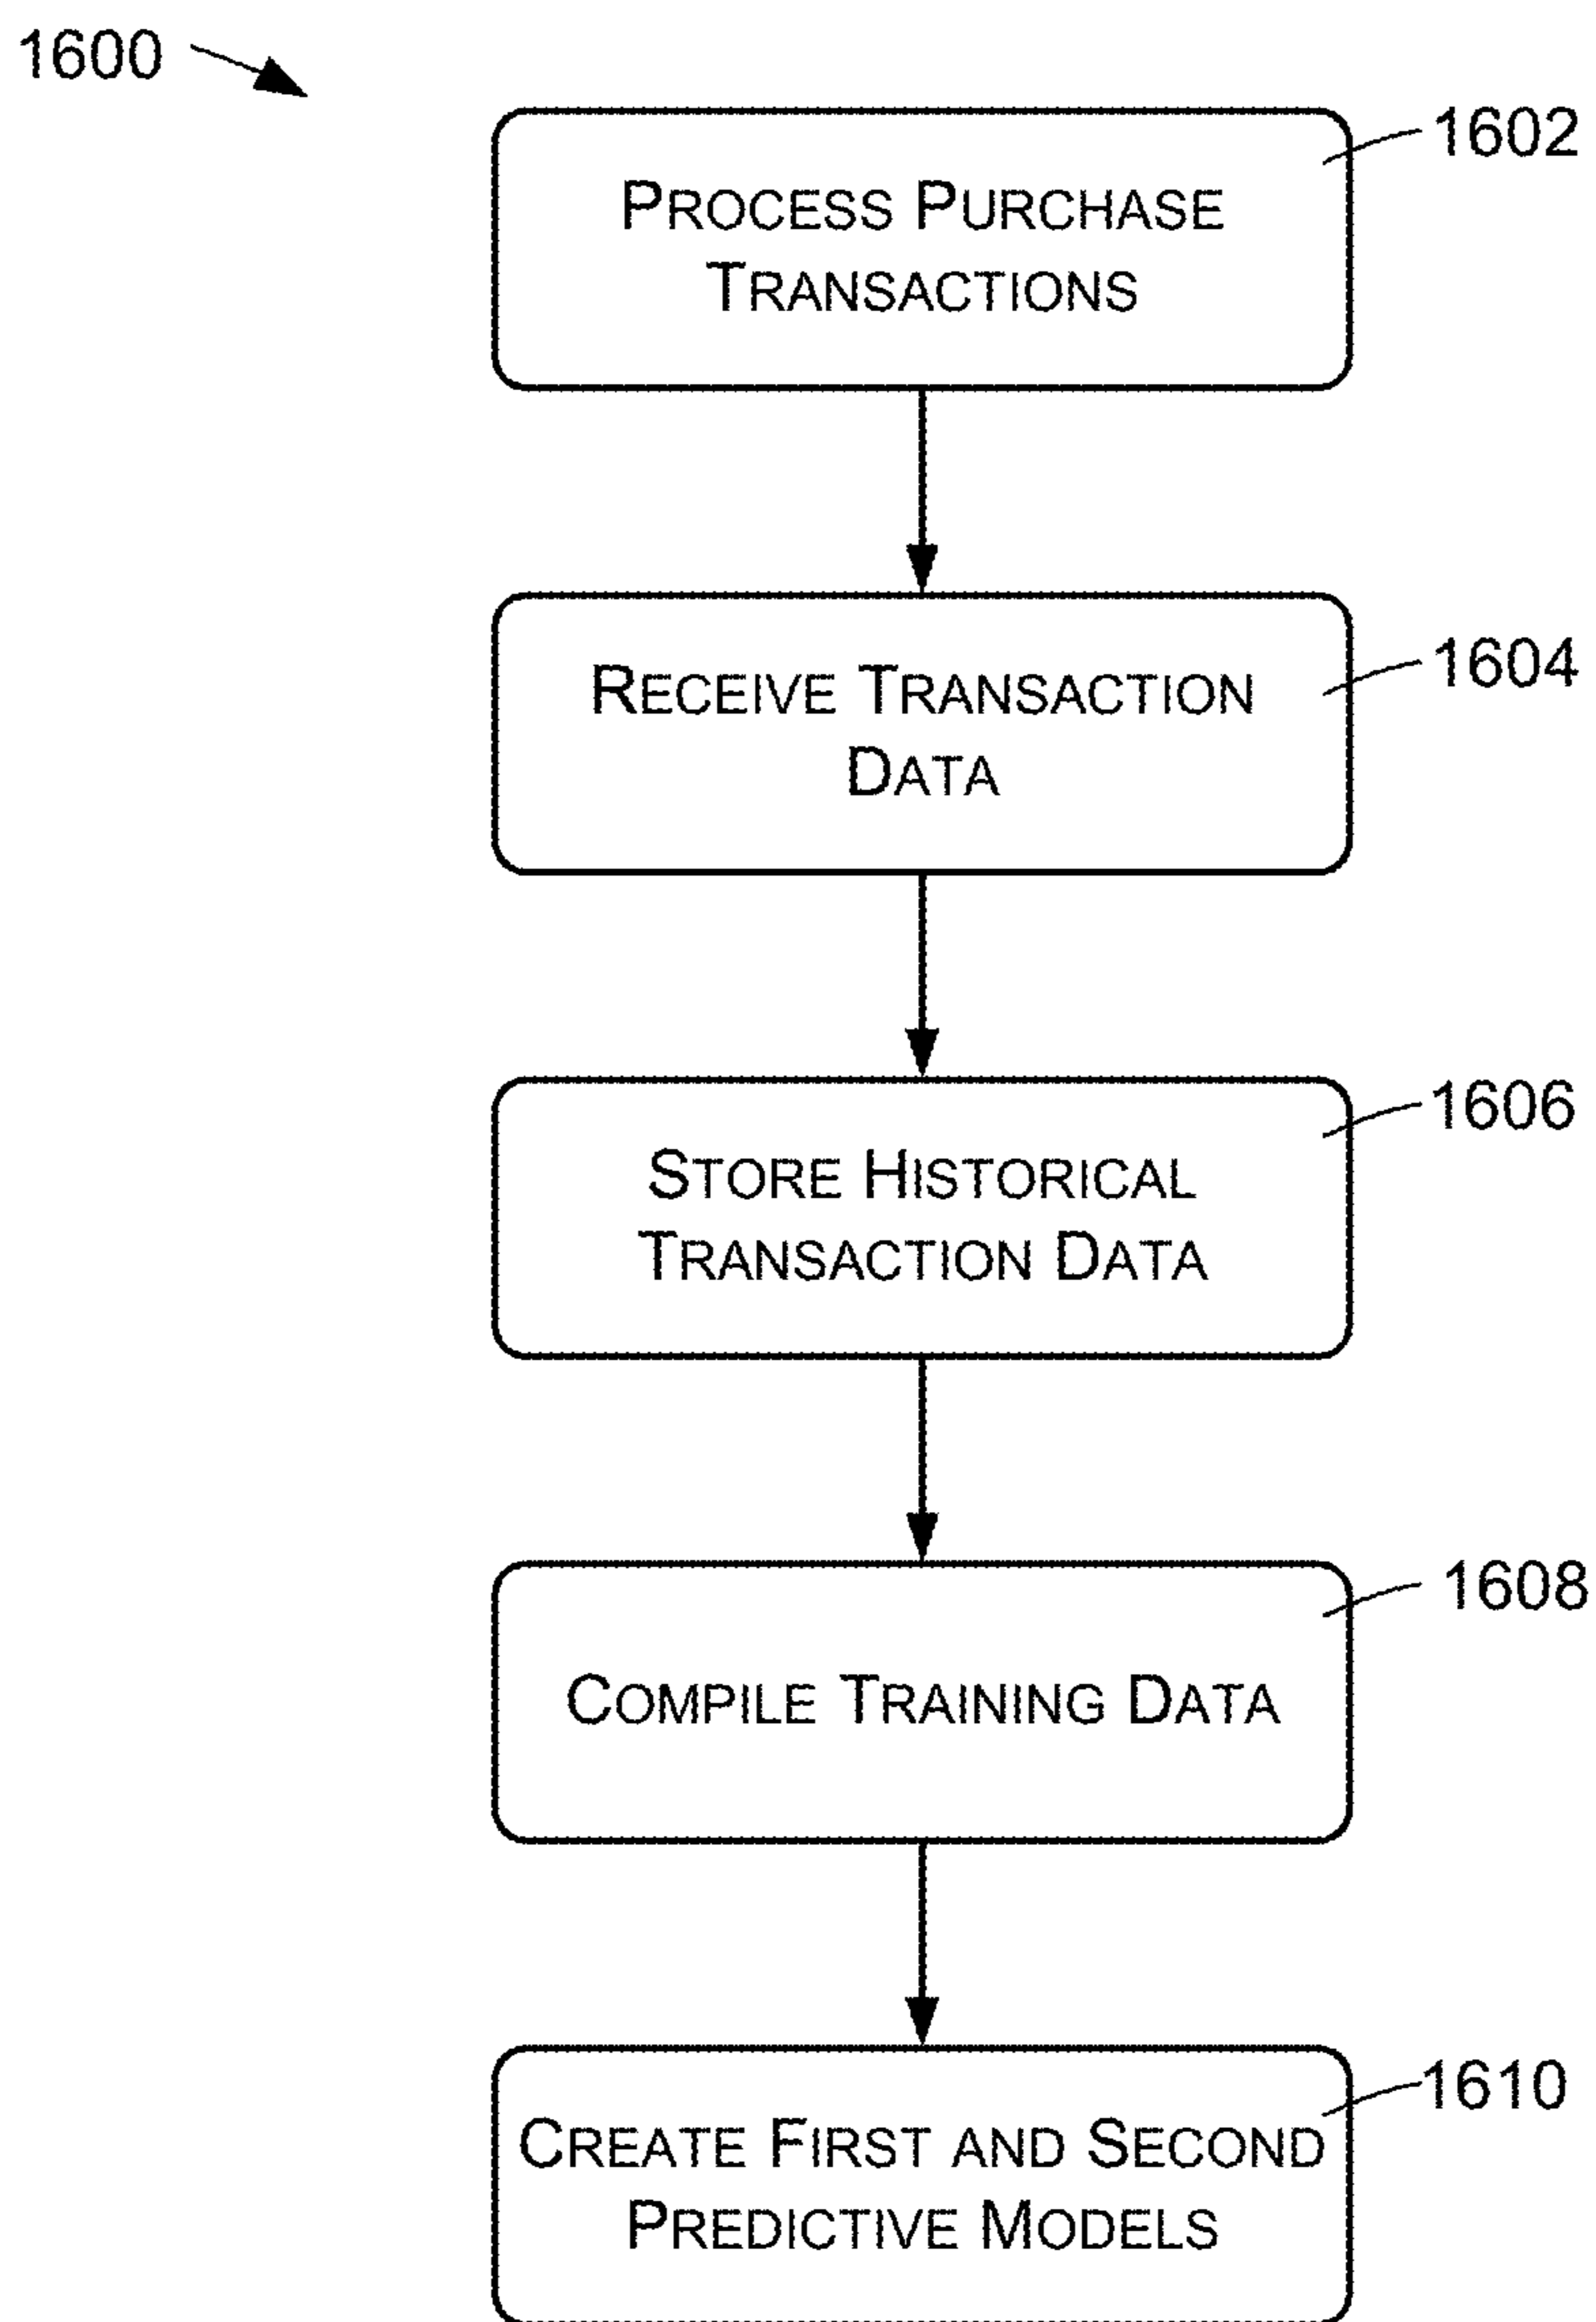 1600
1602
PROCESS PURCHASE
TRANSACTIONS
1604
RECEIVE TRANSACTION
DATA
1606
STORE HISTORICAL
TRANSACTION DATA
1608
COMPILE TRAINING DATA
1610
CREATE FIRST AND SECOND
PREDICTIVE MODELS